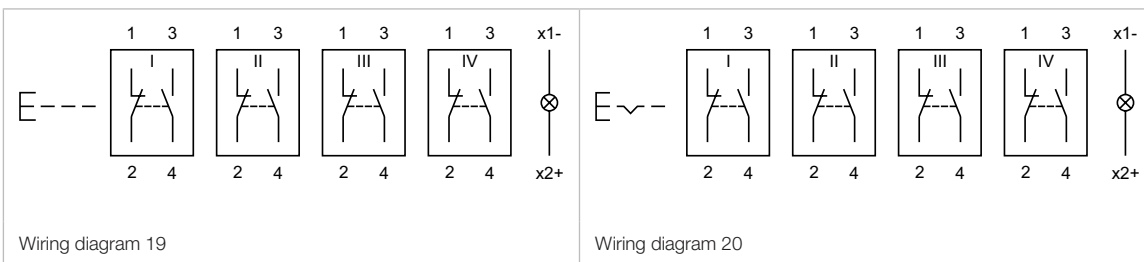 1 3 1 3 1 3 1 3 x1-
I II III IV
2 4 2 4 2 4 2 4 x2+
Wiring diagram 19
1 3 1 3 1 3 1 3 x1-
I II III IV
2 4 2 4 2 4 2 4 x2+
Wiring diagram 20